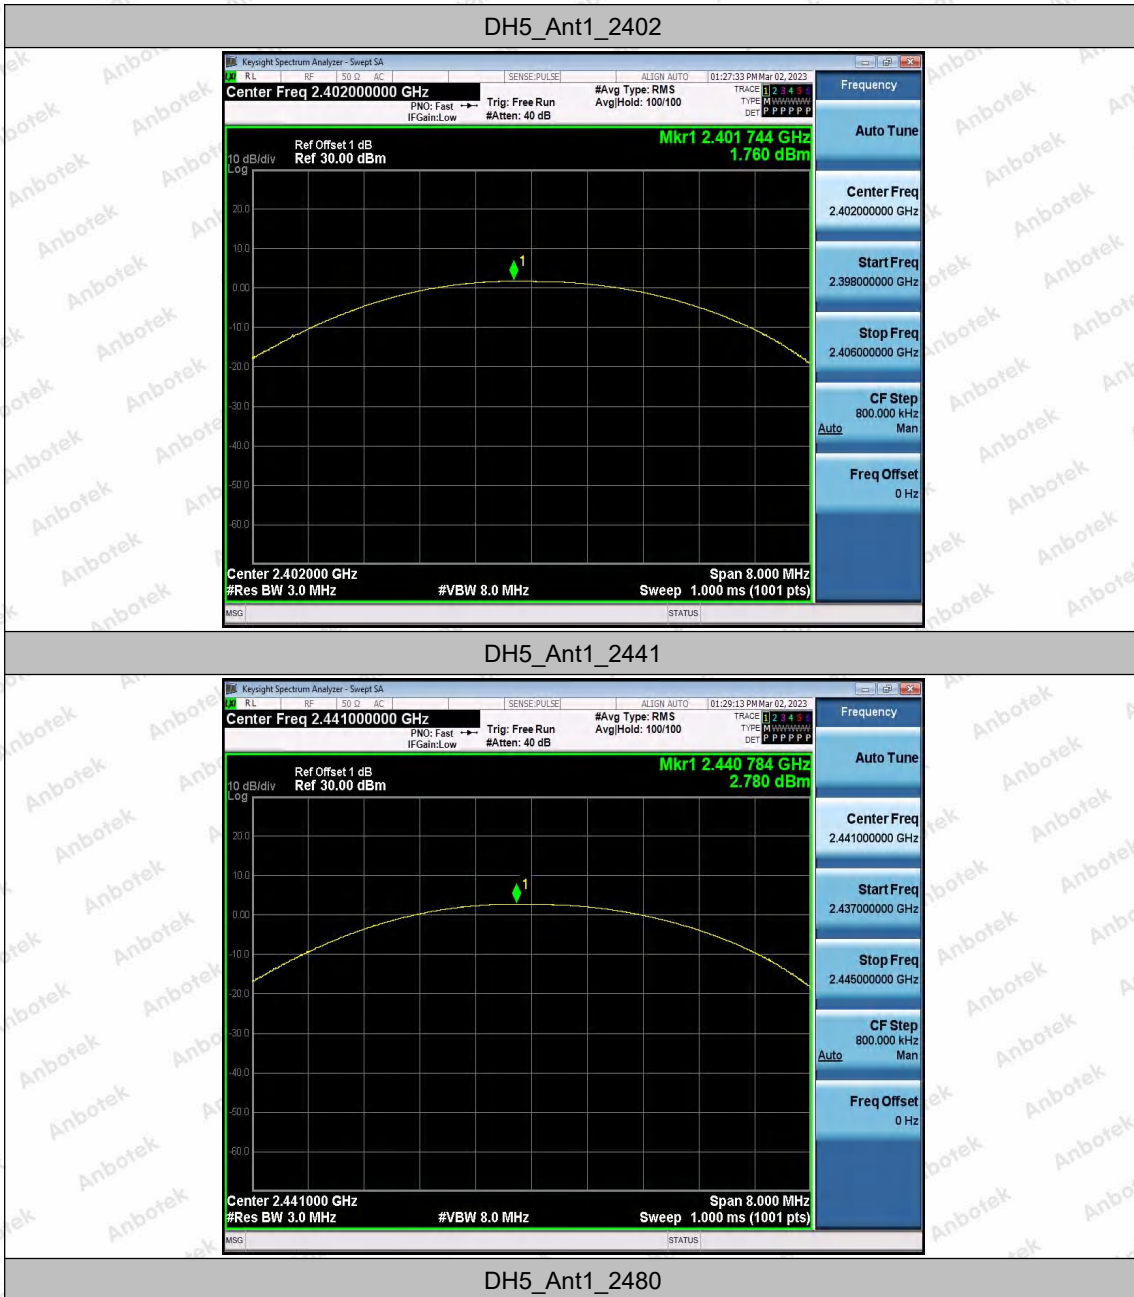 DH5_Ant1_2402
Keysight Spectrum Analyzer - Swept SA
LXI RL RF 50 Ω AC SENSE:PULSE ALIGN AUTO 01:27:33 PM Mar 02, 2023
Center Freq 2.402000000 GHz
PNO: Fast
IFGain:Low
Trig: Free Run
#Atten: 40 dB
#Avg Type: RMS
Avg|Hold: 100/100
TRACE 1 2 3 4 5 6
TYPE M WWWWW
DET P P P P P P
Mkr1 2.401 744 GHz
1.760 dBm
Ref Offset 1 dB
10 dB/div Ref 30.00 dBm
Log
20.0
10.0
0.00
-10.0
-20.0
-30.0
-40.0
-50.0
-60.0
1
Center 2.402000 GHz Span 8.000 MHz
#Res BW 3.0 MHz #VBW 8.0 MHz Sweep 1.000 ms (1001 pts)
MSG STATUS
Frequency
Auto Tune
Center Freq
2.402000000 GHz
Start Freq
2.398000000 GHz
Stop Freq
2.406000000 GHz
CF Step
800.000 kHz
Auto Man
Freq Offset
0 Hz
DH5_Ant1_2441
Keysight Spectrum Analyzer - Swept SA
LXI RL RF 50 Ω AC SENSE:PULSE ALIGN AUTO 01:29:13 PM Mar 02, 2023
Center Freq 2.441000000 GHz
PNO: Fast
IFGain:Low
Trig: Free Run
#Atten: 40 dB
#Avg Type: RMS
Avg|Hold: 100/100
TRACE 1 2 3 4 5 6
TYPE M WWWWW
DET P P P P P P
Mkr1 2.440 784 GHz
2.780 dBm
Ref Offset 1 dB
10 dB/div Ref 30.00 dBm
Log
20.0
10.0
0.00
-10.0
-20.0
-30.0
-40.0
-50.0
-60.0
1
Center 2.441000 GHz Span 8.000 MHz
#Res BW 3.0 MHz #VBW 8.0 MHz Sweep 1.000 ms (1001 pts)
MSG STATUS
Frequency
Auto Tune
Center Freq
2.441000000 GHz
Start Freq
2.437000000 GHz
Stop Freq
2.445000000 GHz
CF Step
800.000 kHz
Auto Man
Freq Offset
0 Hz
DH5_Ant1_2480
Anbotek